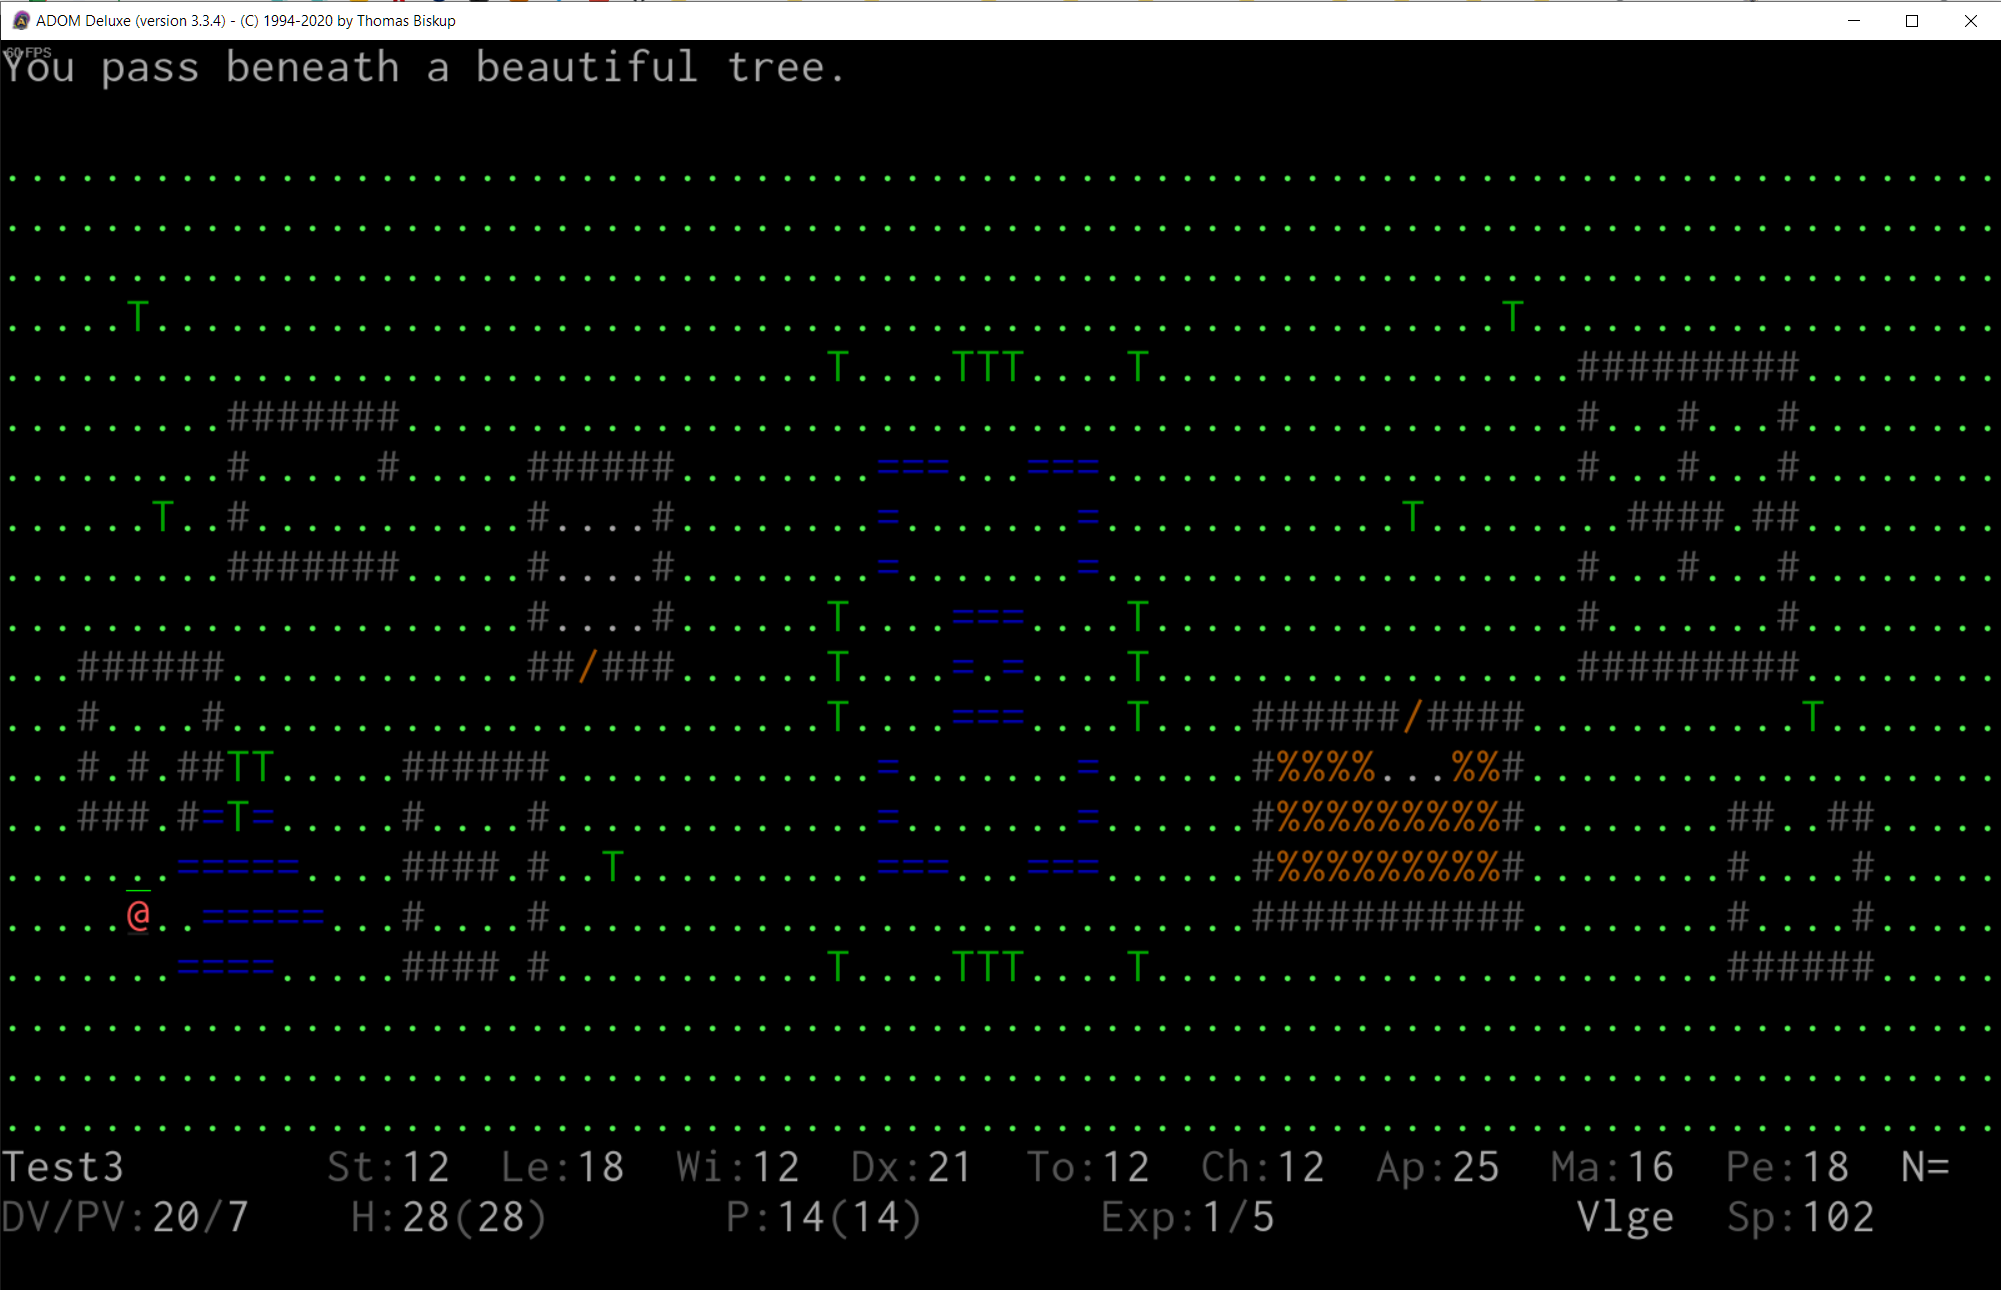 ADOM Deluxe (version 3.3.4) - (C) 1994-2020 by Thomas Biskup
60 FPS
You pass beneath a beautiful tree.
Test3 St:12 Le:18 Wi:12 Dx:21 To:12 Ch:12 Ap:25 Ma:16 Pe:18 N=
DV/PV:20/7 H:28(28) P:14(14) Exp:1/5 Vlge Sp:102